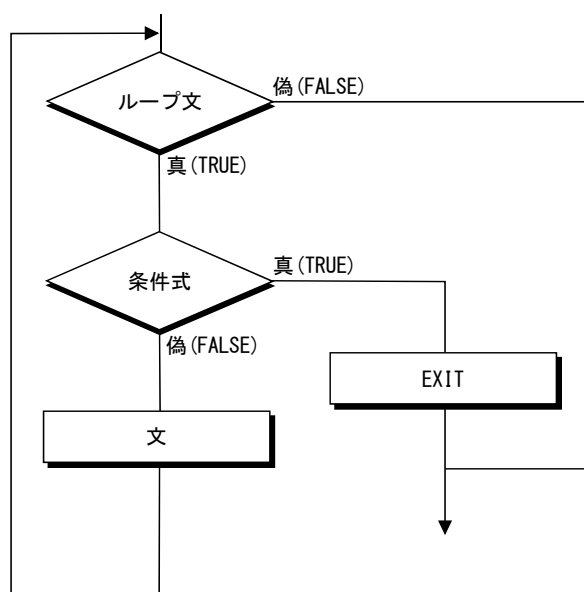 ループ文
偽(FALSE)
真(TRUE)
条件式
真(TRUE)
偽(FALSE)
EXIT
文